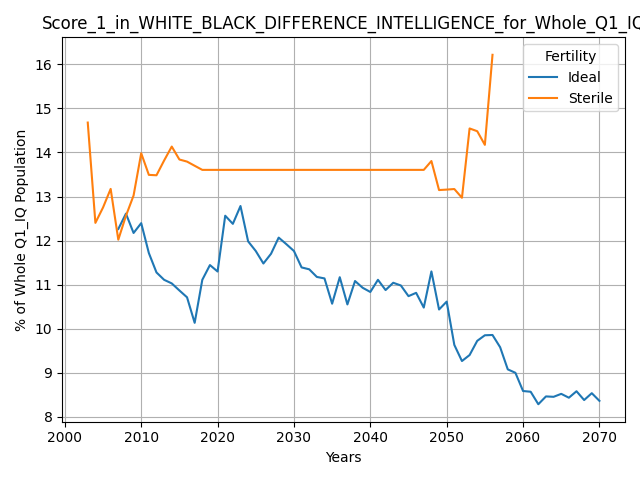 Score_1_in_WHITE_BLACK_DIFFERENCE_INTELLIGENCE_for_Whole_Q1_IQ
Fertility
Ideal
Sterile
% of Whole Q1_IQ Population
16
15
14
13
12
11
10
9
8
2000 2010 2020 2030 2040 2050 2060 2070
Years